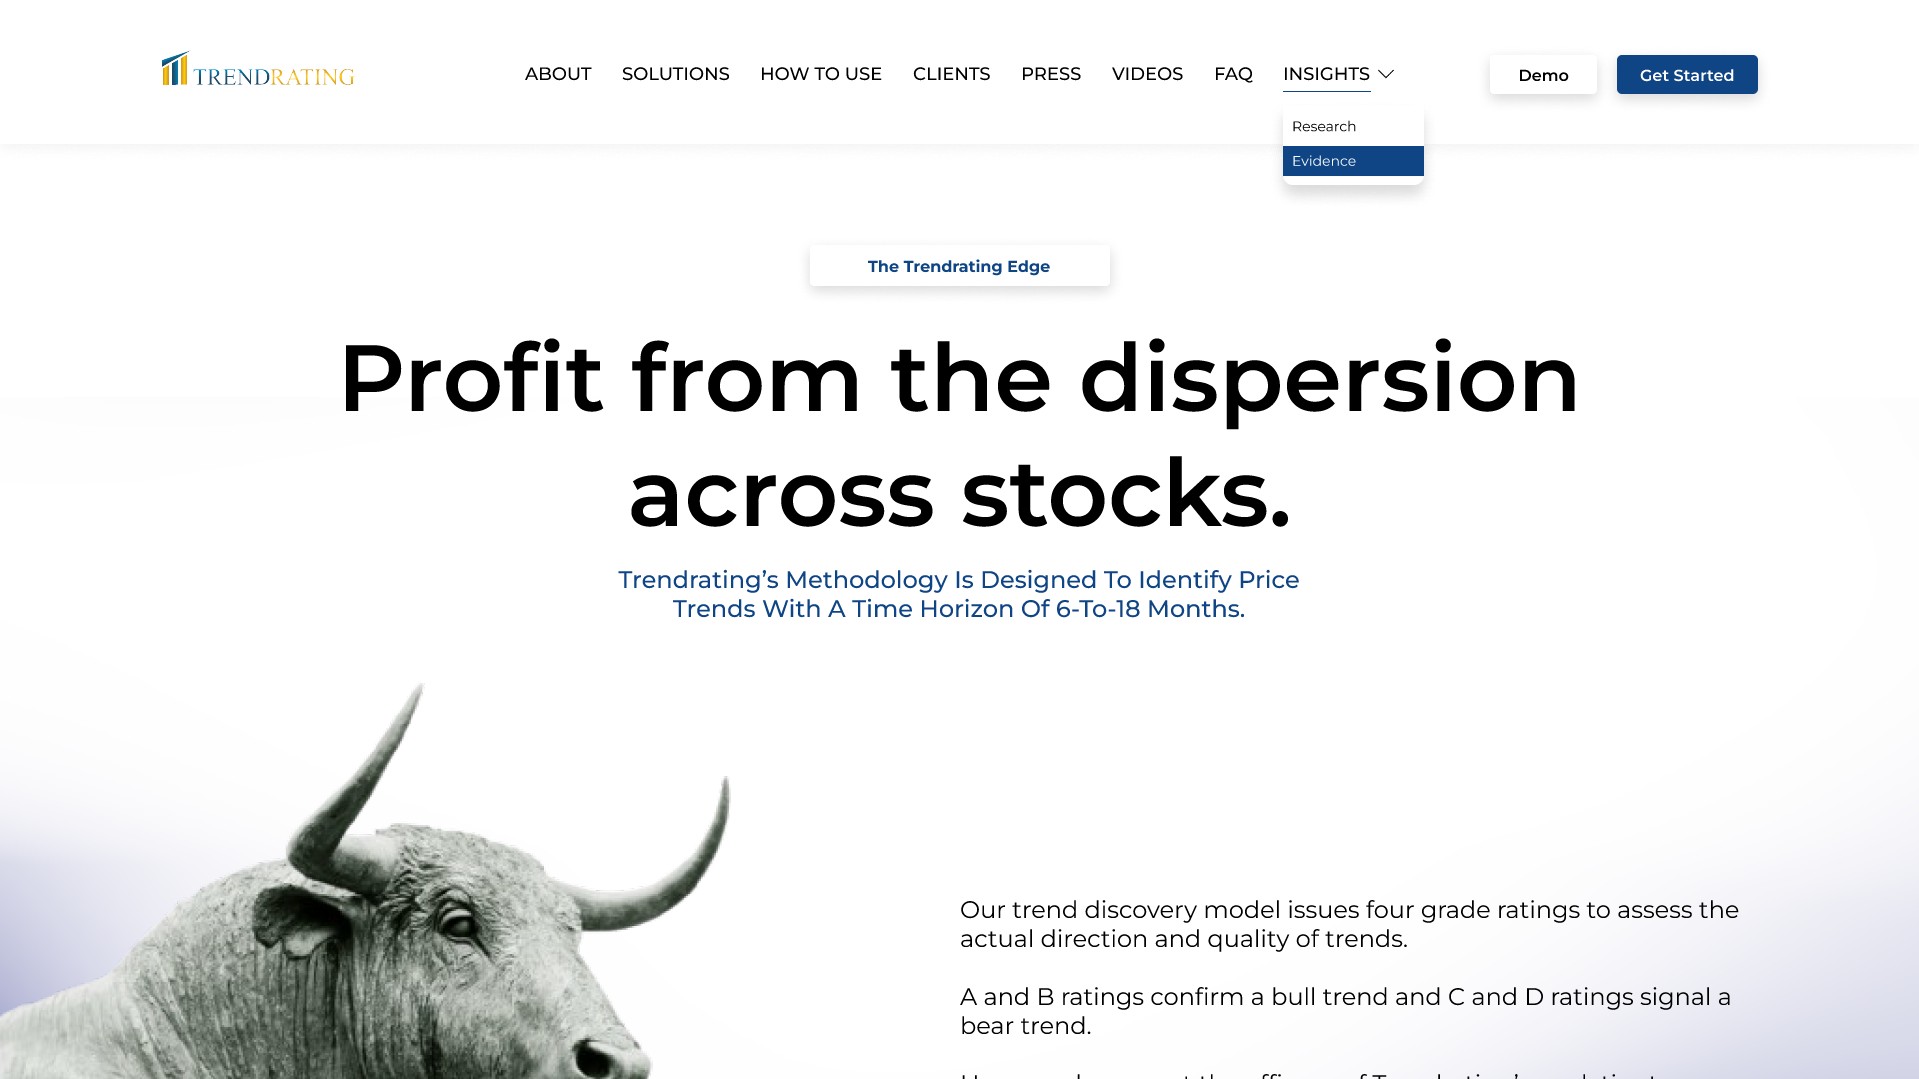 TRENDRATING
ABOUT
SOLUTIONS
HOW TO USE
CLIENTS
PRESS
VIDEOS
FAQ
INSIGHTS
Demo
Get Started
Research
Evidence
The Trendrating Edge
Profit from the dispersion
across stocks.
Trendrating’s Methodology Is Designed To Identify Price
Trends With A Time Horizon Of 6-To-18 Months.
Our trend discovery model issues four grade ratings to assess the
actual direction and quality of trends.
A and B ratings confirm a bull trend and C and D ratings signal a
bear trend.